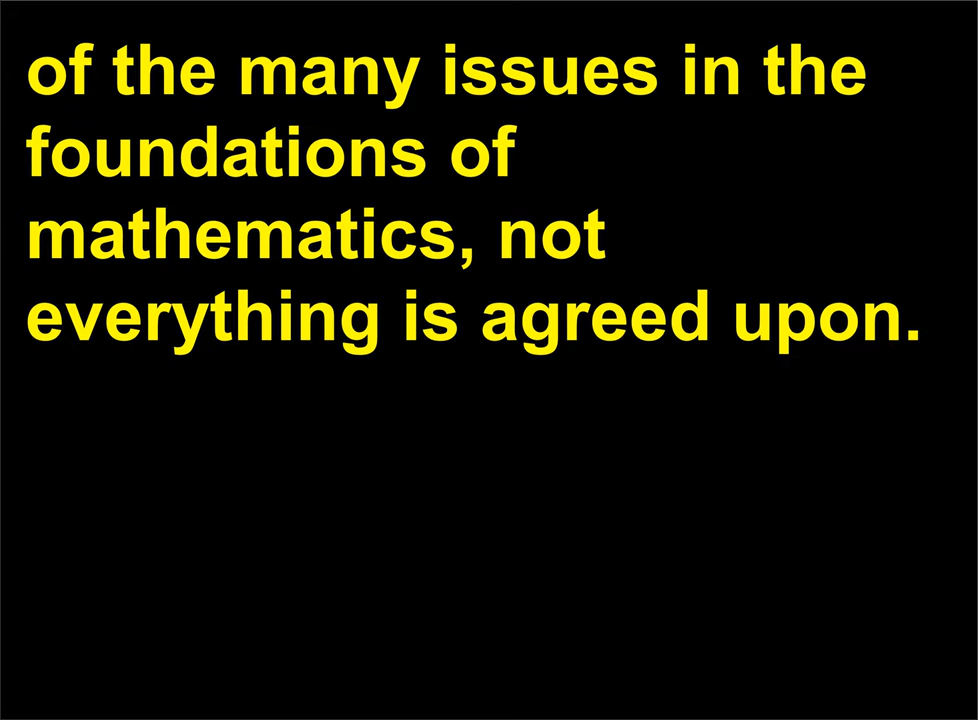 of the many issues in the
foundations of
mathematics, not
everything is agreed upon.